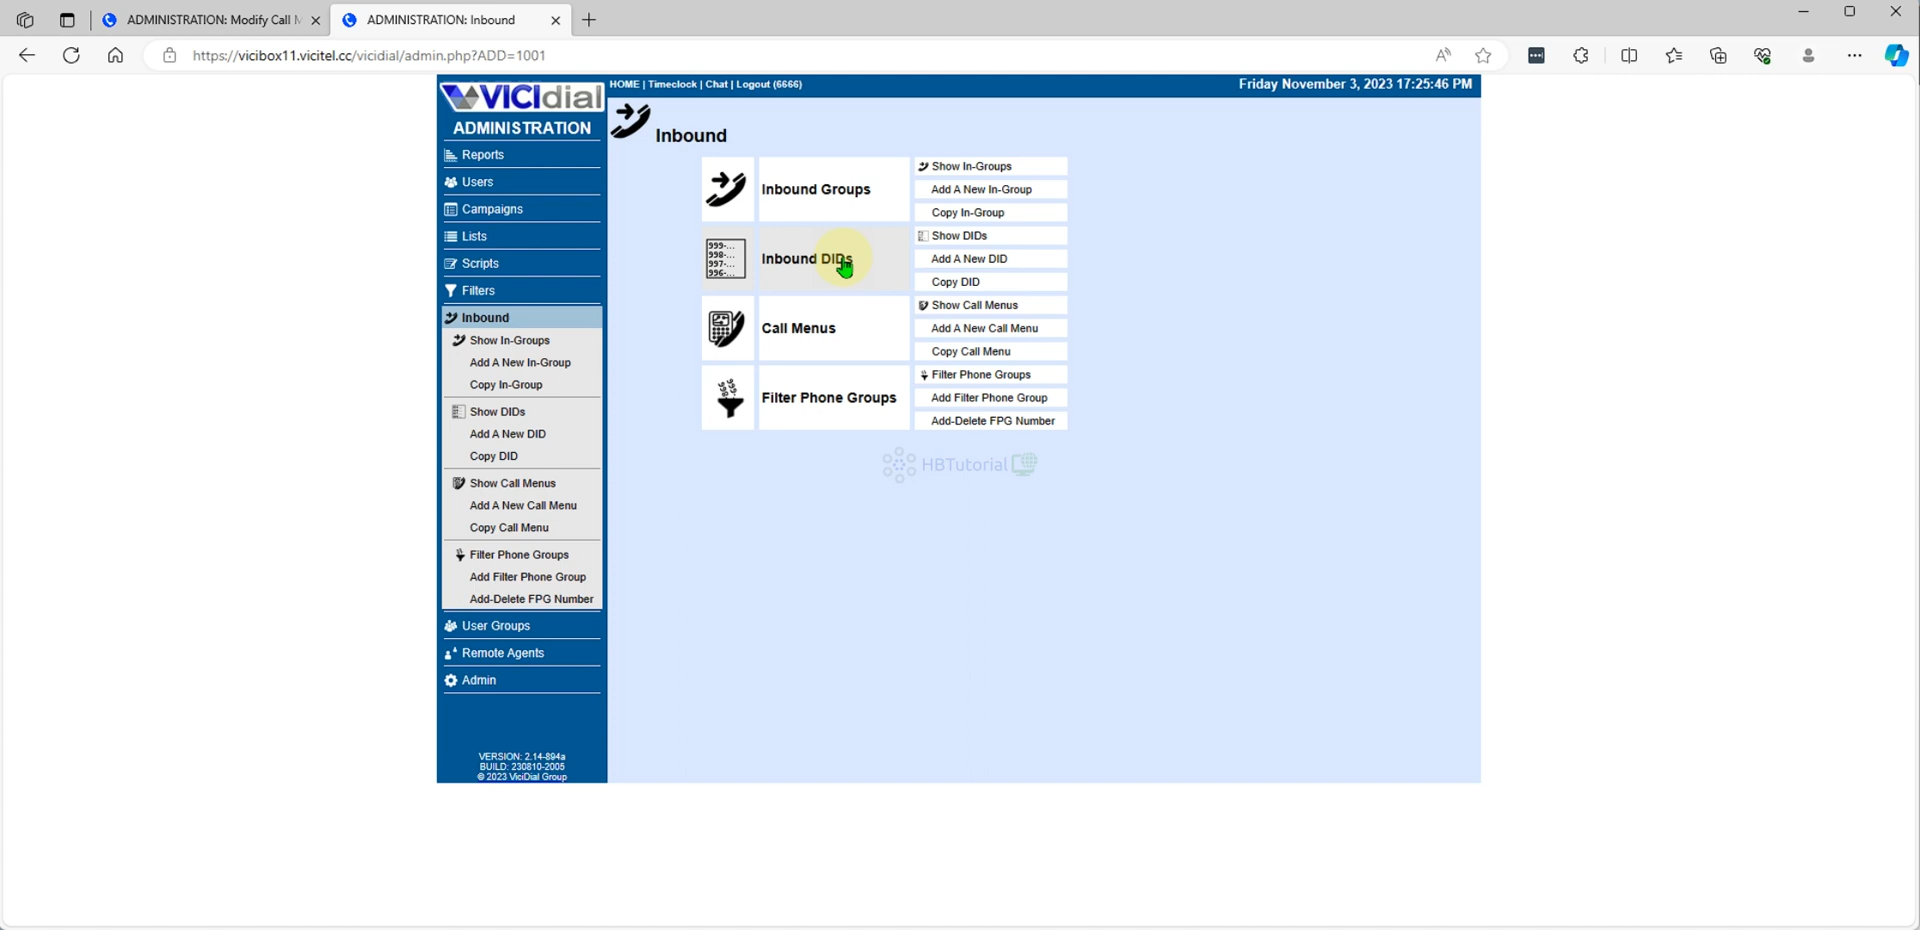 ADMINISTRATION: Modify Call M
ADMINISTRATION: Inbound
https://vicibox11.vicitel.cc/vicidial/admin.php?ADD=1001
VICIdial
HOME | Timeclock | Chat | Logout (6666)
Friday November 3, 2023 17:25:46 PM
ADMINISTRATION
Reports
Users
Campaigns
Lists
Scripts
Filters
Inbound
Show In-Groups
Add A New In-Group
Copy In-Group
Show DIDs
Add A New DID
Copy DID
Show Call Menus
Add A New Call Menu
Copy Call Menu
Filter Phone Groups
Add Filter Phone Group
Add-Delete FPG Number
User Groups
Remote Agents
Admin
VERSION: 2.14-894a
BUILD: 230810-2005
© 2023 ViciDial Group
Inbound
Inbound Groups
Show In-Groups
Add A New In-Group
Copy In-Group
999-...
998-...
997-...
996-...
Inbound DIDs
Show DIDs
Add A New DID
Copy DID
Call Menus
Show Call Menus
Add A New Call Menu
Copy Call Menu
Filter Phone Groups
Filter Phone Groups
Add Filter Phone Group
Add-Delete FPG Number
HBTutorial